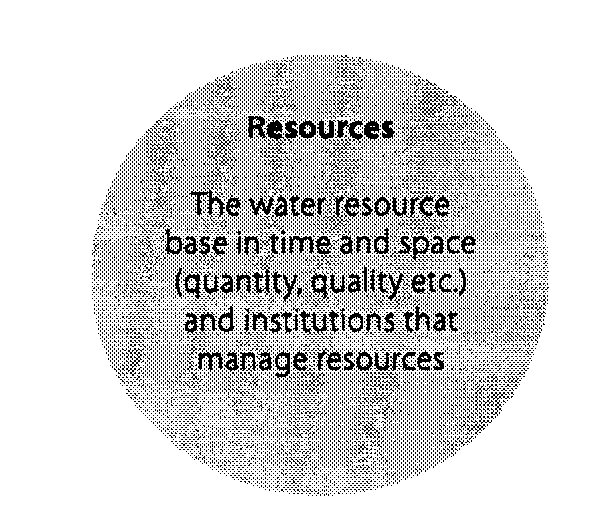 Resources
The water resource
base in time and space
(quantity, quality etc.)
and institutions that
manage resources